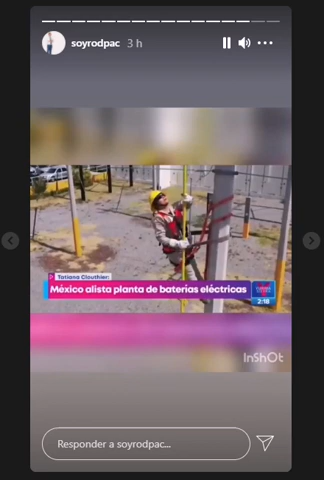 soyrodpac 3 h
Tatiana Clouthier:
México alista planta de baterías eléctricas
2:18
InShOt
Responder a soyrodpac...